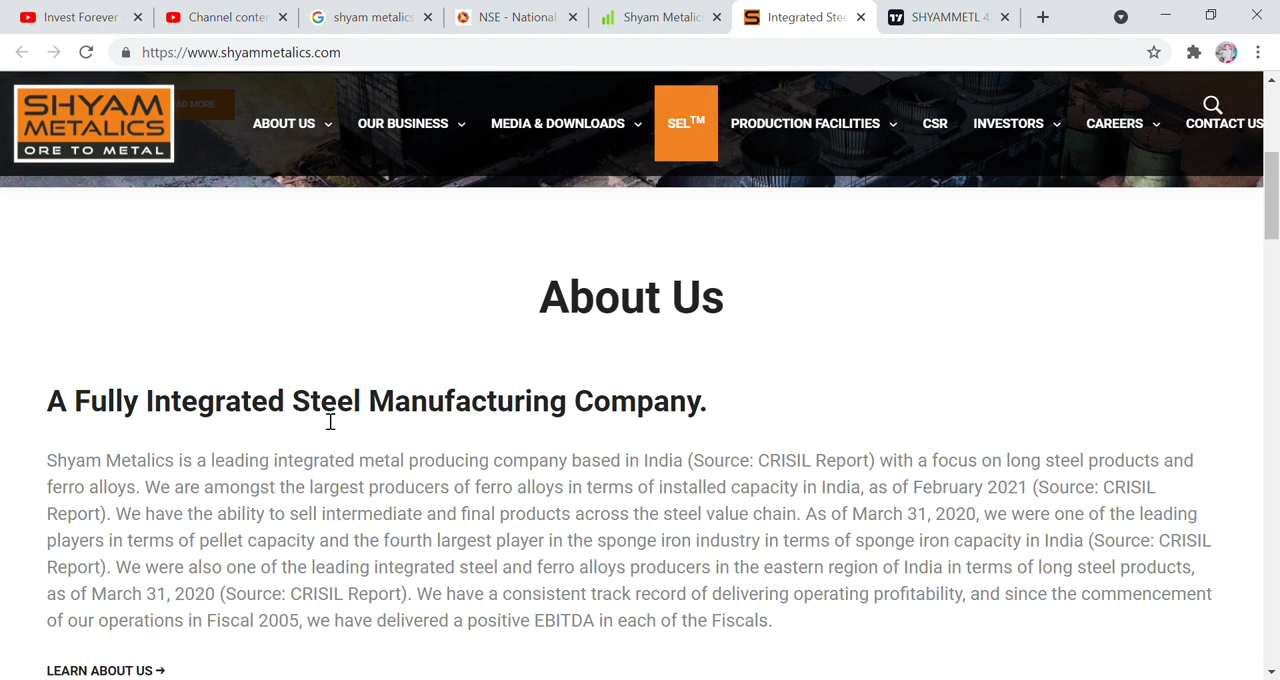 Invest Forever
Channel conter
shyam metalics
NSE - National
Shyam Metalic
Integrated Stee
SHYAMMETL 4
https://www.shyammetalics.com
SHYAM
METALICS
ORE TO METAL
AD MORE
ABOUT US
OUR BUSINESS
MEDIA & DOWNLOADS
SEL™
PRODUCTION FACILITIES
CSR
INVESTORS
CAREERS
CONTACT US
About Us
A Fully Integrated Steel Manufacturing Company.
Shyam Metalics is a leading integrated metal producing company based in India (Source: CRISIL Report) with a focus on long steel products and
ferro alloys. We are amongst the largest producers of ferro alloys in terms of installed capacity in India, as of February 2021 (Source: CRISIL
Report). We have the ability to sell intermediate and final products across the steel value chain. As of March 31, 2020, we were one of the leading
players in terms of pellet capacity and the fourth largest player in the sponge iron industry in terms of sponge iron capacity in India (Source: CRISIL
Report). We were also one of the leading integrated steel and ferro alloys producers in the eastern region of India in terms of long steel products,
as of March 31, 2020 (Source: CRISIL Report). We have a consistent track record of delivering operating profitability, and since the commencement
of our operations in Fiscal 2005, we have delivered a positive EBITDA in each of the Fiscals.
LEARN ABOUT US →